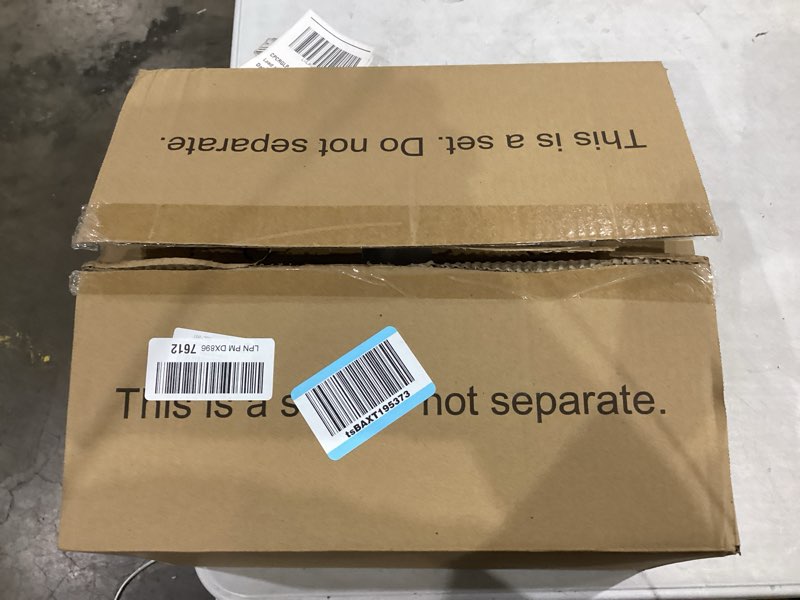 This is a set. Do not separate.
LPN PM DX896 7612
This is a s not separate.
tsBAXT195373